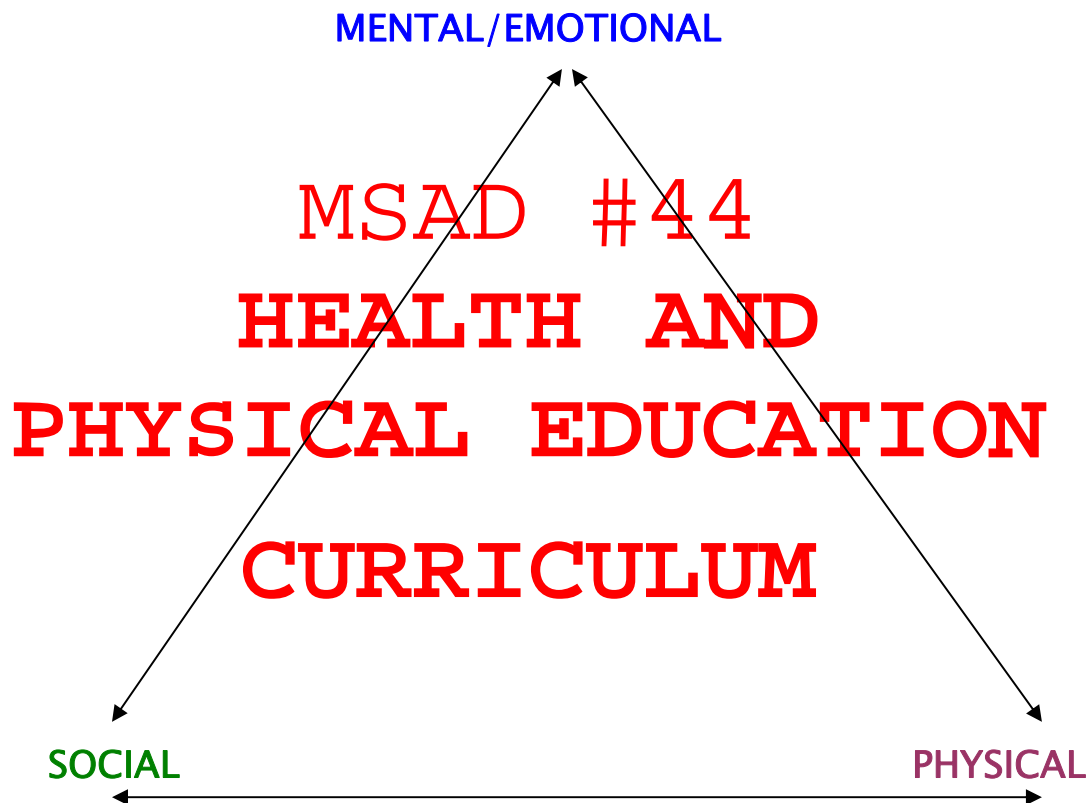 MENTAL/EMOTIONAL
MSAD #44
HEALTH AND
PHYSICAL EDUCATION
CURRICULUM
SOCIAL PHYSICAL